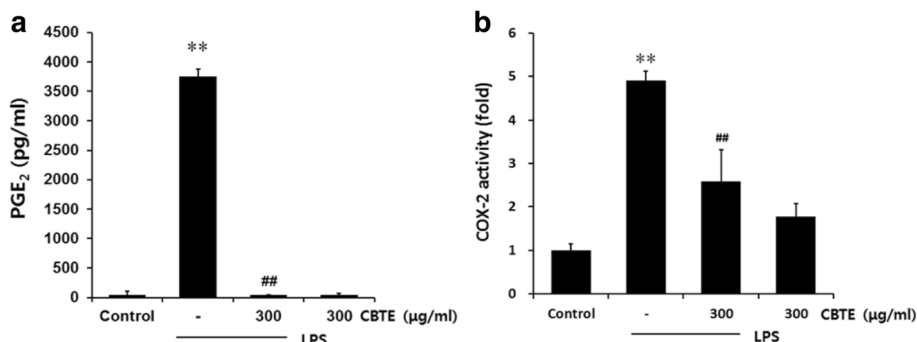 a
PGE₂ (pg/ml)
4500
4000
3500
3000
2500
2000
1500
1000
500
0
**
##
Control - 300 300 CBTE (µg/ml)
LPS
b
COX-2 activity (fold)
6
5
4
3
2
1
0
**
##
Control - 300 300 CBTE (µg/ml)
LPS